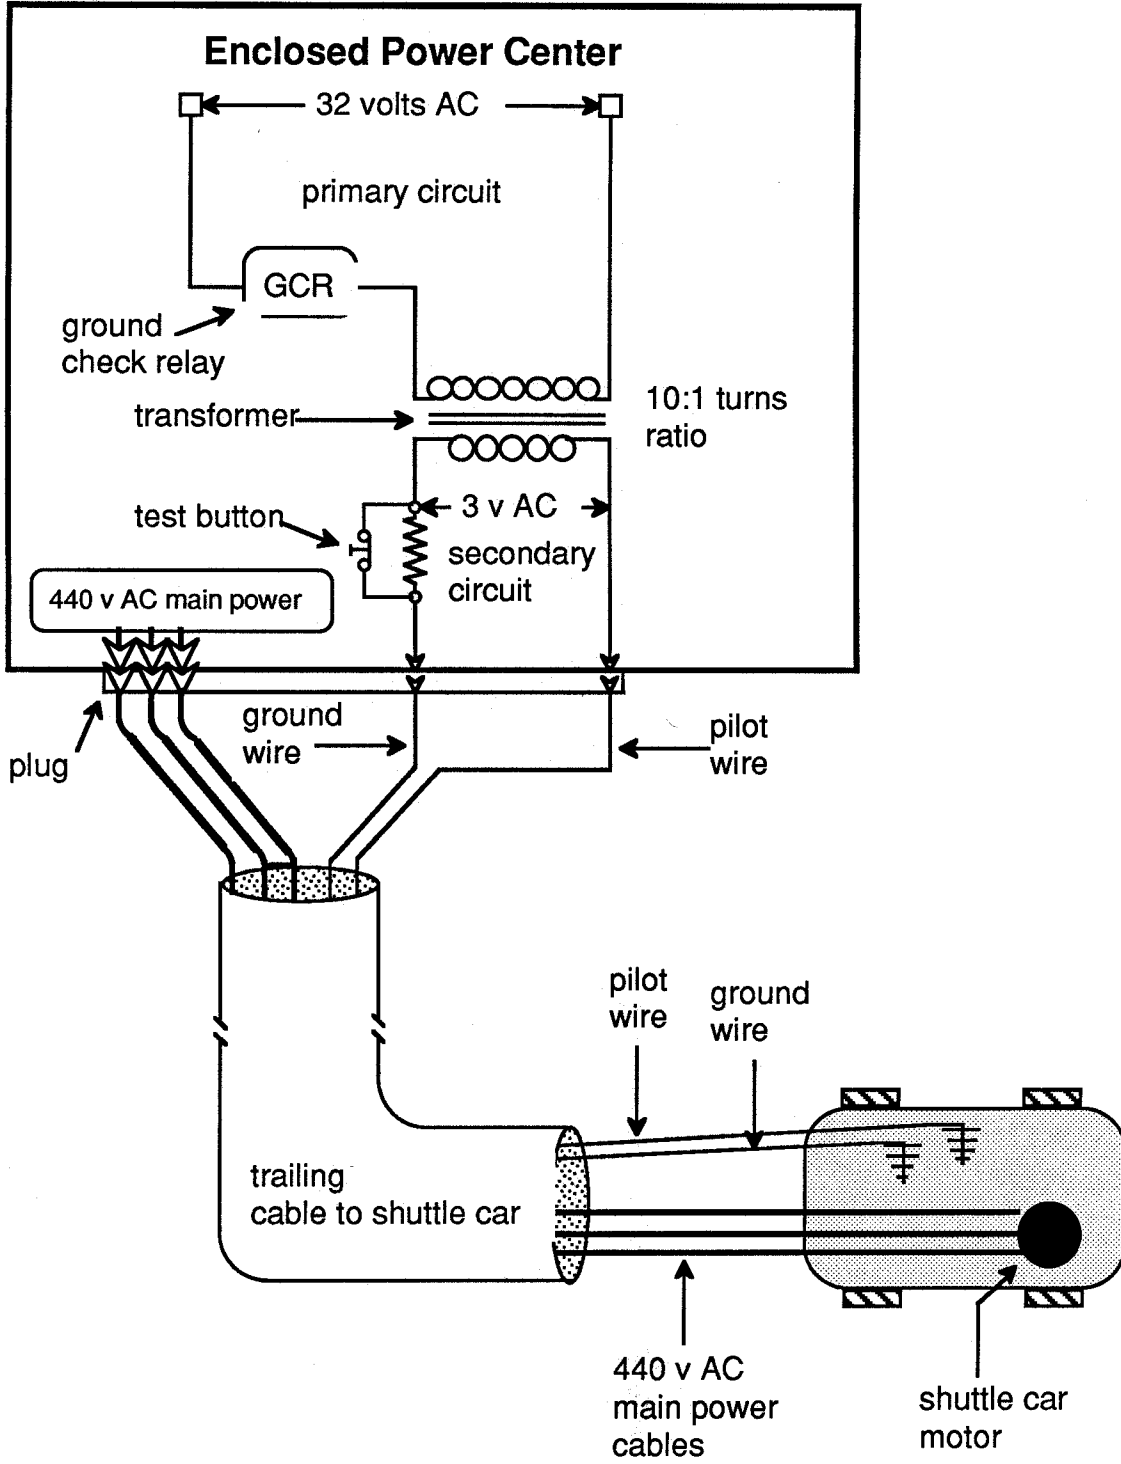 Enclosed Power Center
32 volts AC
primary circuit
GCR
ground
check relay
transformer
10:1 turns
ratio
3 v AC
test button
secondary
circuit
440 v AC main power
ground
wire
pilot
wire
plug
pilot
wire
ground
wire
trailing
cable to shuttle car
440 v AC
main power
cables
shuttle car
motor